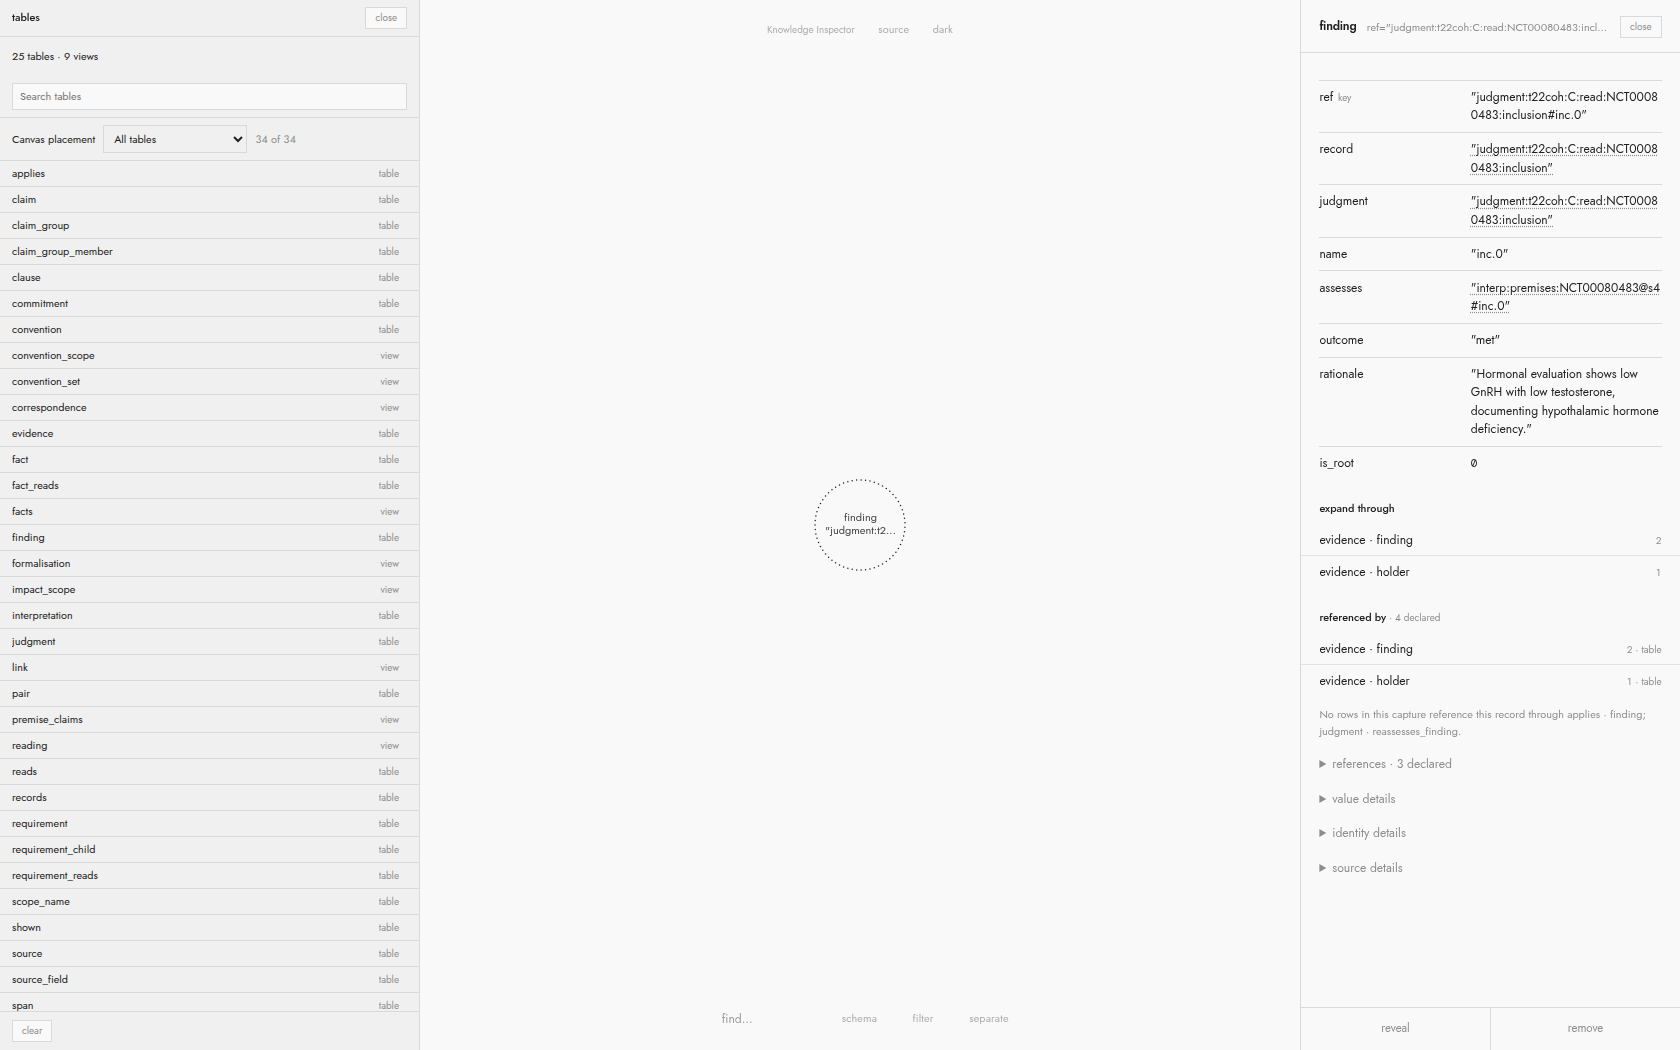 tables
close
25 tables · 9 views
Search tables
Canvas placement
All tables
34 of 34
applies table
claim table
claim_group table
claim_group_member table
clause table
commitment table
convention table
convention_scope view
convention_set view
correspondence view
evidence table
fact table
fact_reads table
facts view
finding table
formalisation view
impact_scope view
interpretation table
judgment table
link view
pair table
premise_claims view
reading view
reads table
records table
requirement table
requirement_child table
requirement_reads table
scope_name table
shown table
source table
source_field table
span table
clear
Knowledge Inspector source dark
finding
"judgment:t2...
find... schema filter separate
finding ref="judgment:t22coh:C:read:NCT00080483:incl... close
ref key "judgment:t22coh:C:read:NCT0008
0483:inclusion#inc.0"
record "judgment:t22coh:C:read:NCT0008
0483:inclusion"
judgment "judgment:t22coh:C:read:NCT0008
0483:inclusion"
name "inc.0"
assesses "interp:premises:NCT00080483@s4
#inc.0"
outcome "met"
rationale "Hormonal evaluation shows low
GnRH with low testosterone,
documenting hypothalamic hormone
deficiency."
is_root 0
expand through
evidence · finding 2
evidence · holder 1
referenced by · 4 declared
evidence · finding 2 · table
evidence · holder 1 · table
No rows in this capture reference this record through applies · finding;
judgment · reassesses_finding.
▶ references · 3 declared
▶ value details
▶ identity details
▶ source details
reveal remove